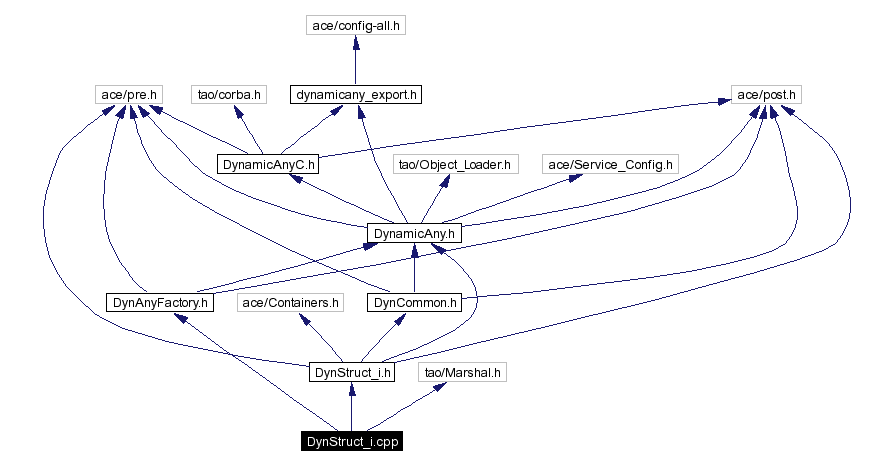 ace/config-all.h
ace/pre.h
tao/corba.h
dynamicany_export.h
ace/post.h
DynamicAnyC.h
tao/Object_Loader.h
ace/Service_Config.h
DynamicAny.h
DynAnyFactory.h
ace/Containers.h
DynCommon.h
DynStruct_i.h
tao/Marshal.h
DynStruct_i.cpp